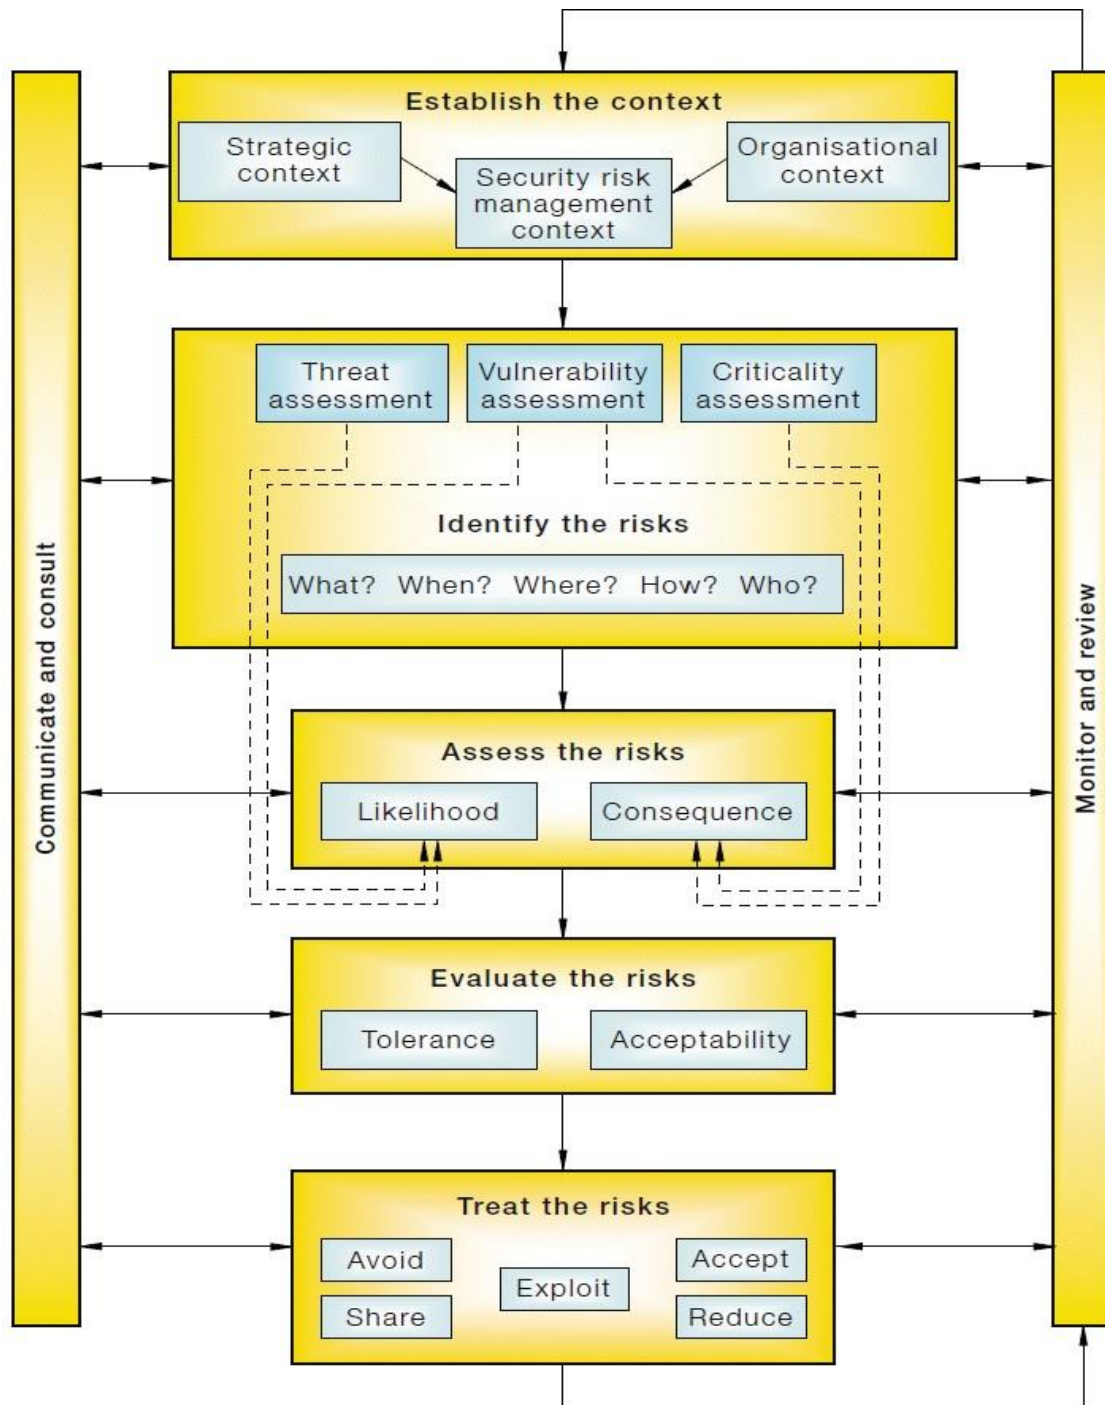 Establish the context
Strategic
context
Security risk
management
context
Organisational
context
Threat
assessment
Vulnerability
assessment
Criticality
assessment
Identify the risks
What? When? Where? How? Who?
Assess the risks
Likelihood
Consequence
Evaluate the risks
Tolerance
Acceptability
Treat the risks
Avoid
Share
Exploit
Accept
Reduce
Communicate and consult
Monitor and review